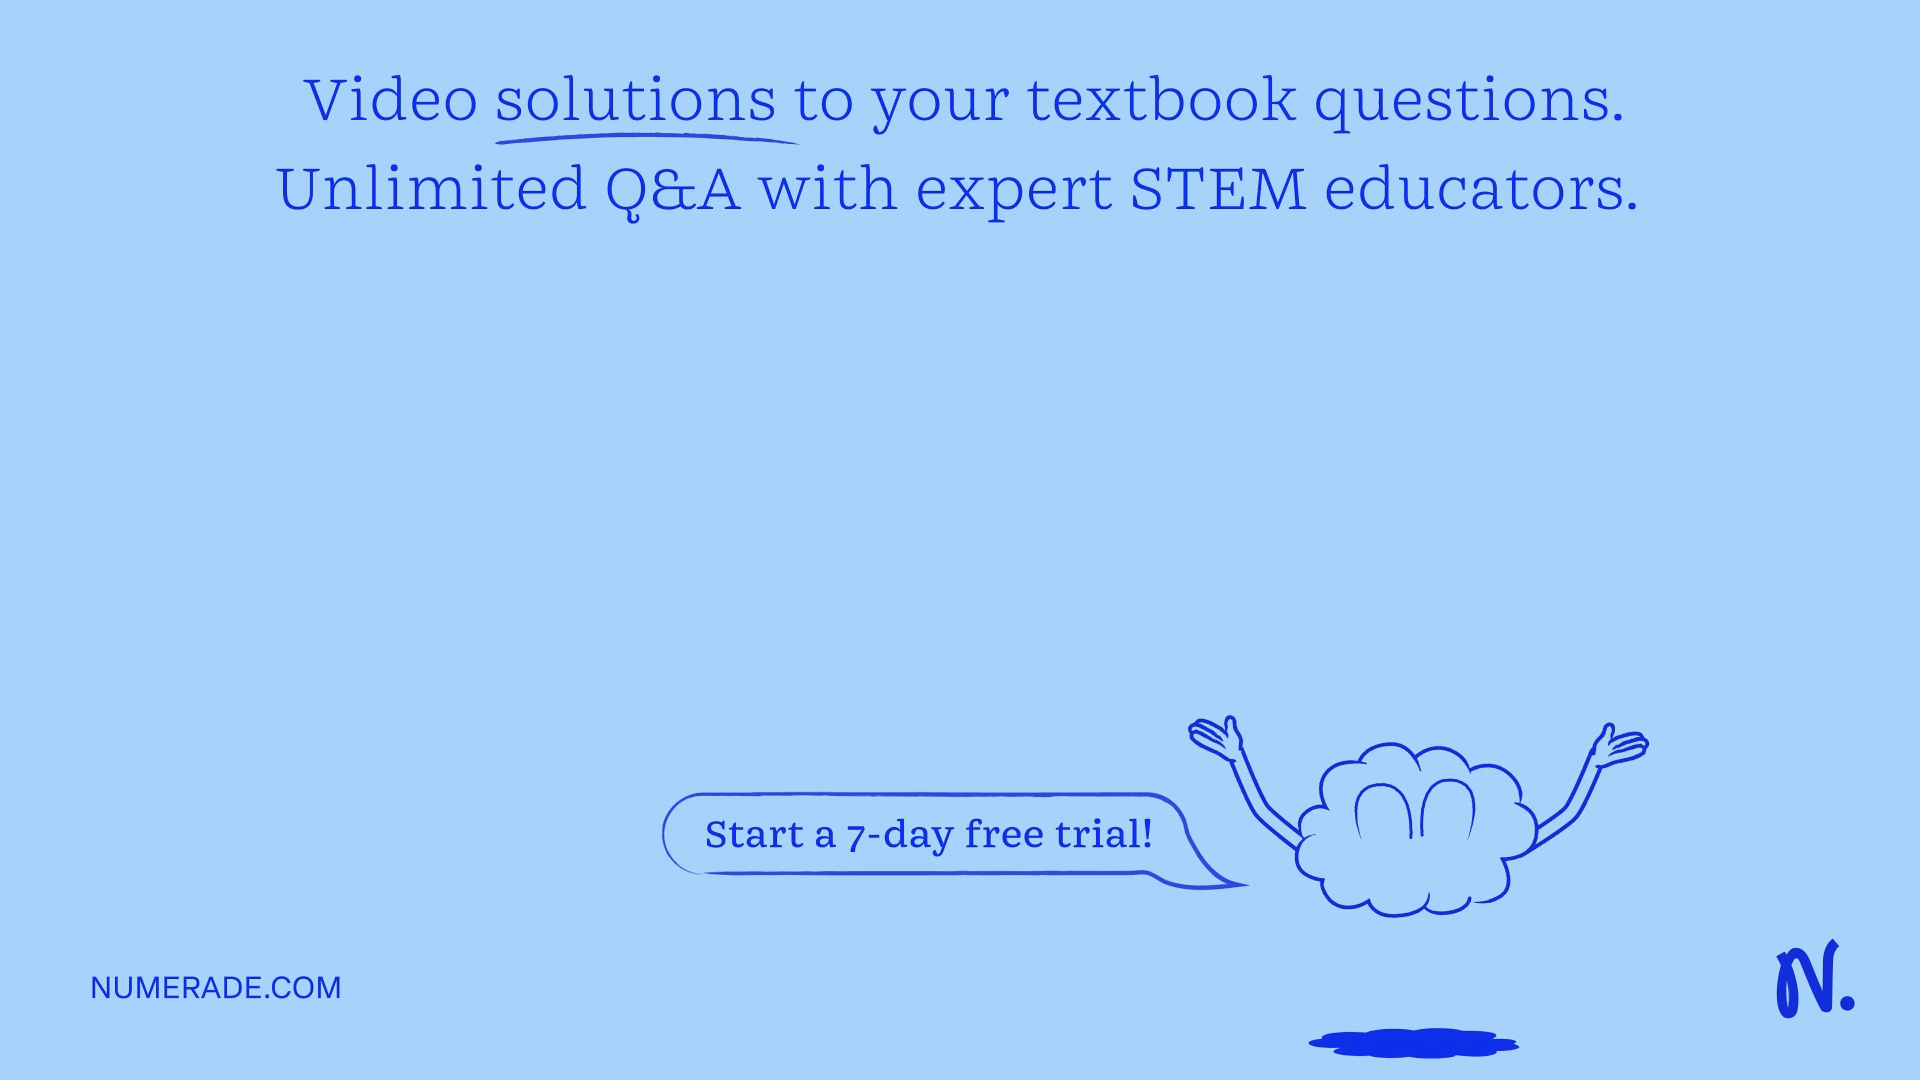 Video solutions to your textbook questions.
Unlimited Q&A with expert STEM educators.
Start a 7-day free trial!
NUMERADE.COM
N.